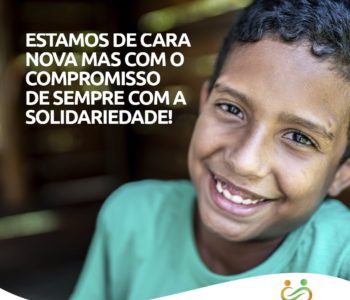 ESTAMOS DE CARA
NOVA MAS COM O
COMPROMISSO
DE SEMPRE COM A
SOLIDARIEDADE!